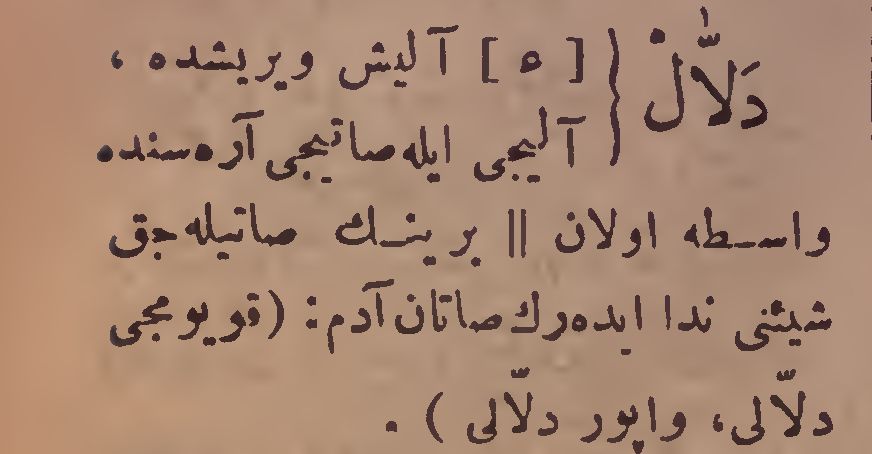 دَلّالْ { [ ٥ ] آليش ويريشده ،
آليجى ايله صاتيجى آره‌سنده
واسطه اولان || برينك صاتيله‌جق
شيئنى ندا ايده‌رك صاتان آدم : ( قويومجى
دلّالى، واپور دلّالى ) .